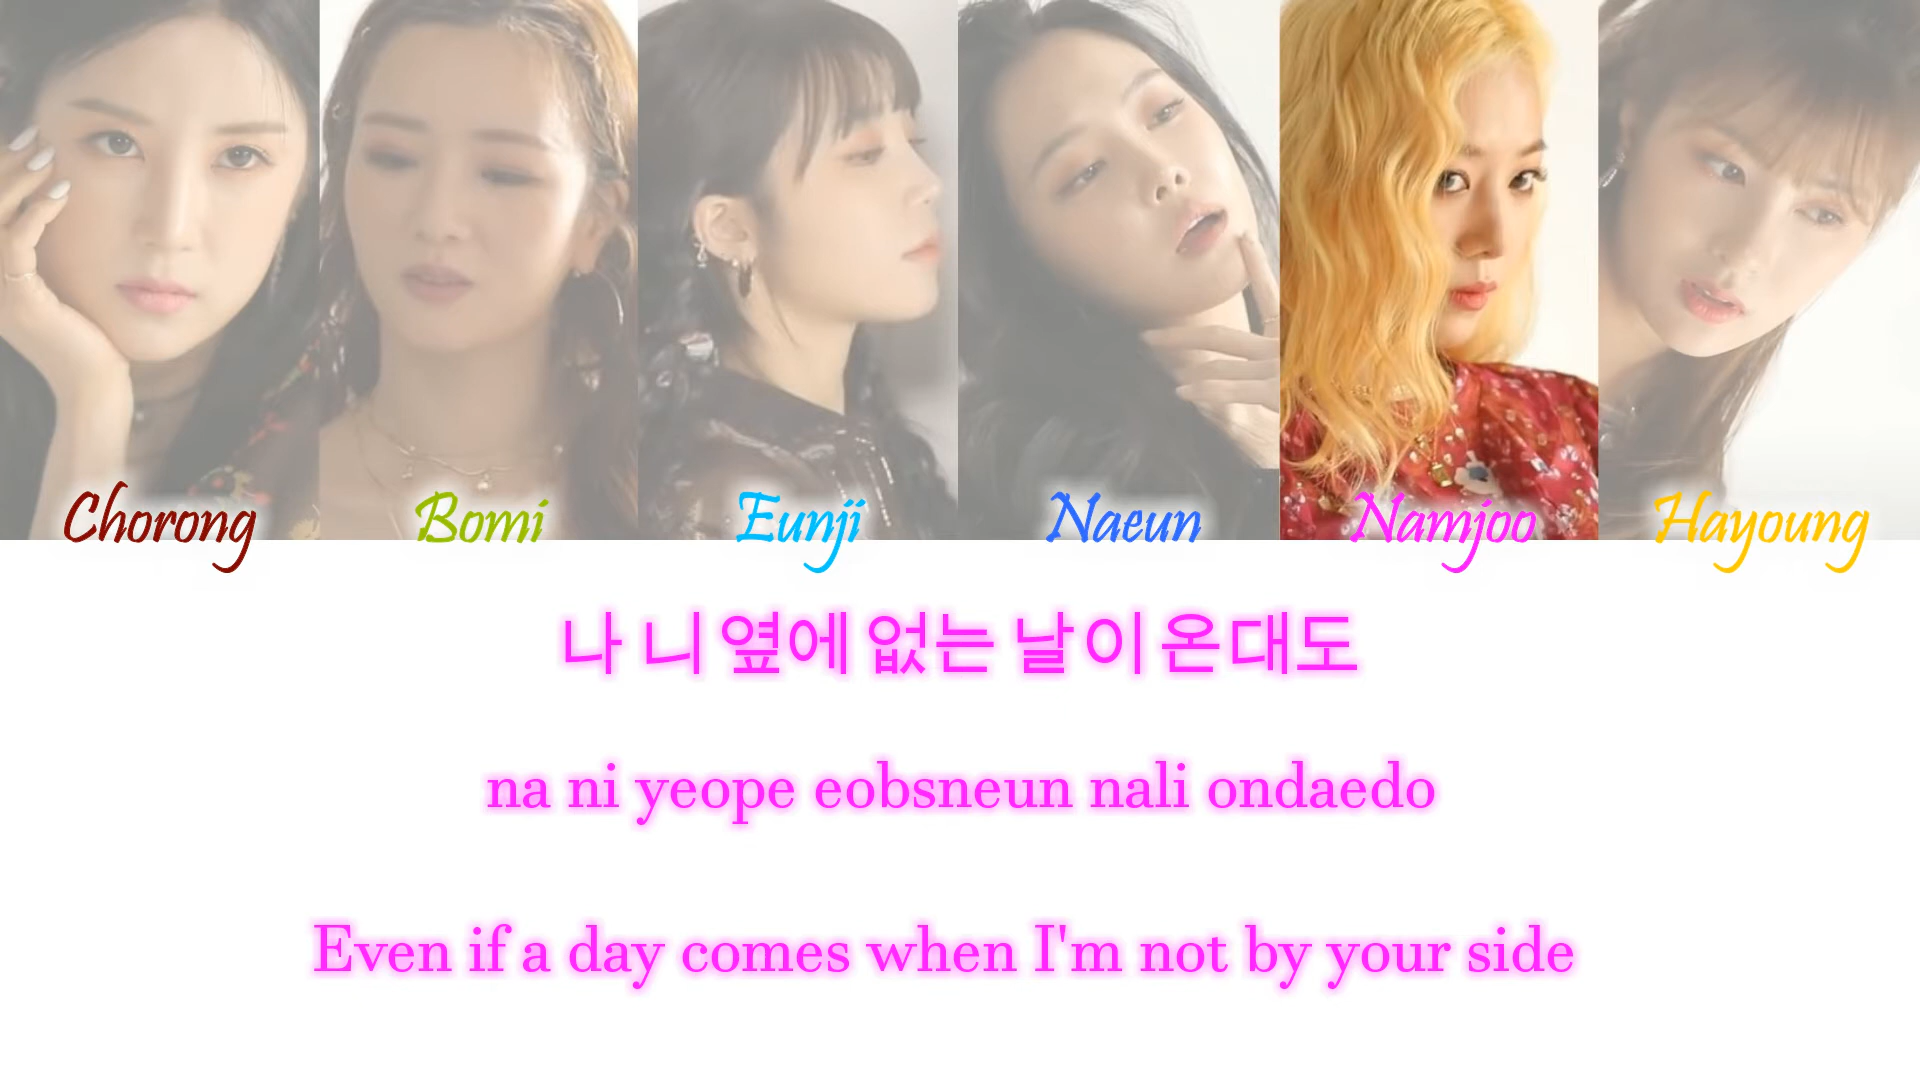 Chorong Bomi Eunji Naeun Namjoo Hayoung
나 니 옆에 없는 날이 온대도
na ni yeope eobsneun nali ondaedo
Even if a day comes when I'm not by your side